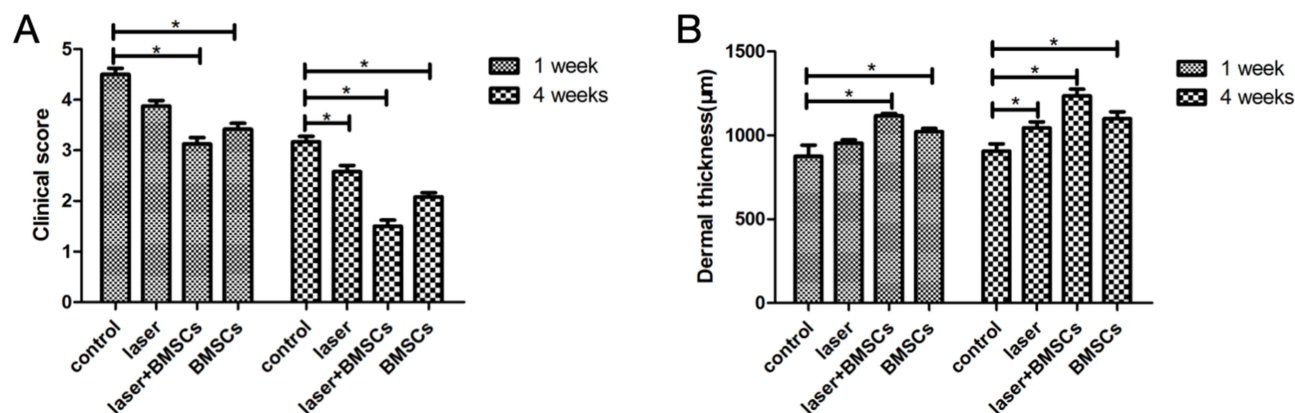 A
Clinical score
5
4
3
2
1
0
*
*
*
*
*
1 week
4 weeks
control
laser
laser+BMSCs
BMSCs
control
laser
laser+BMSCs
BMSCs
B
Dermal thickness(μm)
1500
1000
500
0
*
*
*
*
*
1 week
4 weeks
control
laser
laser+BMSCs
BMSCs
control
laser
laser+BMSCs
BMSCs